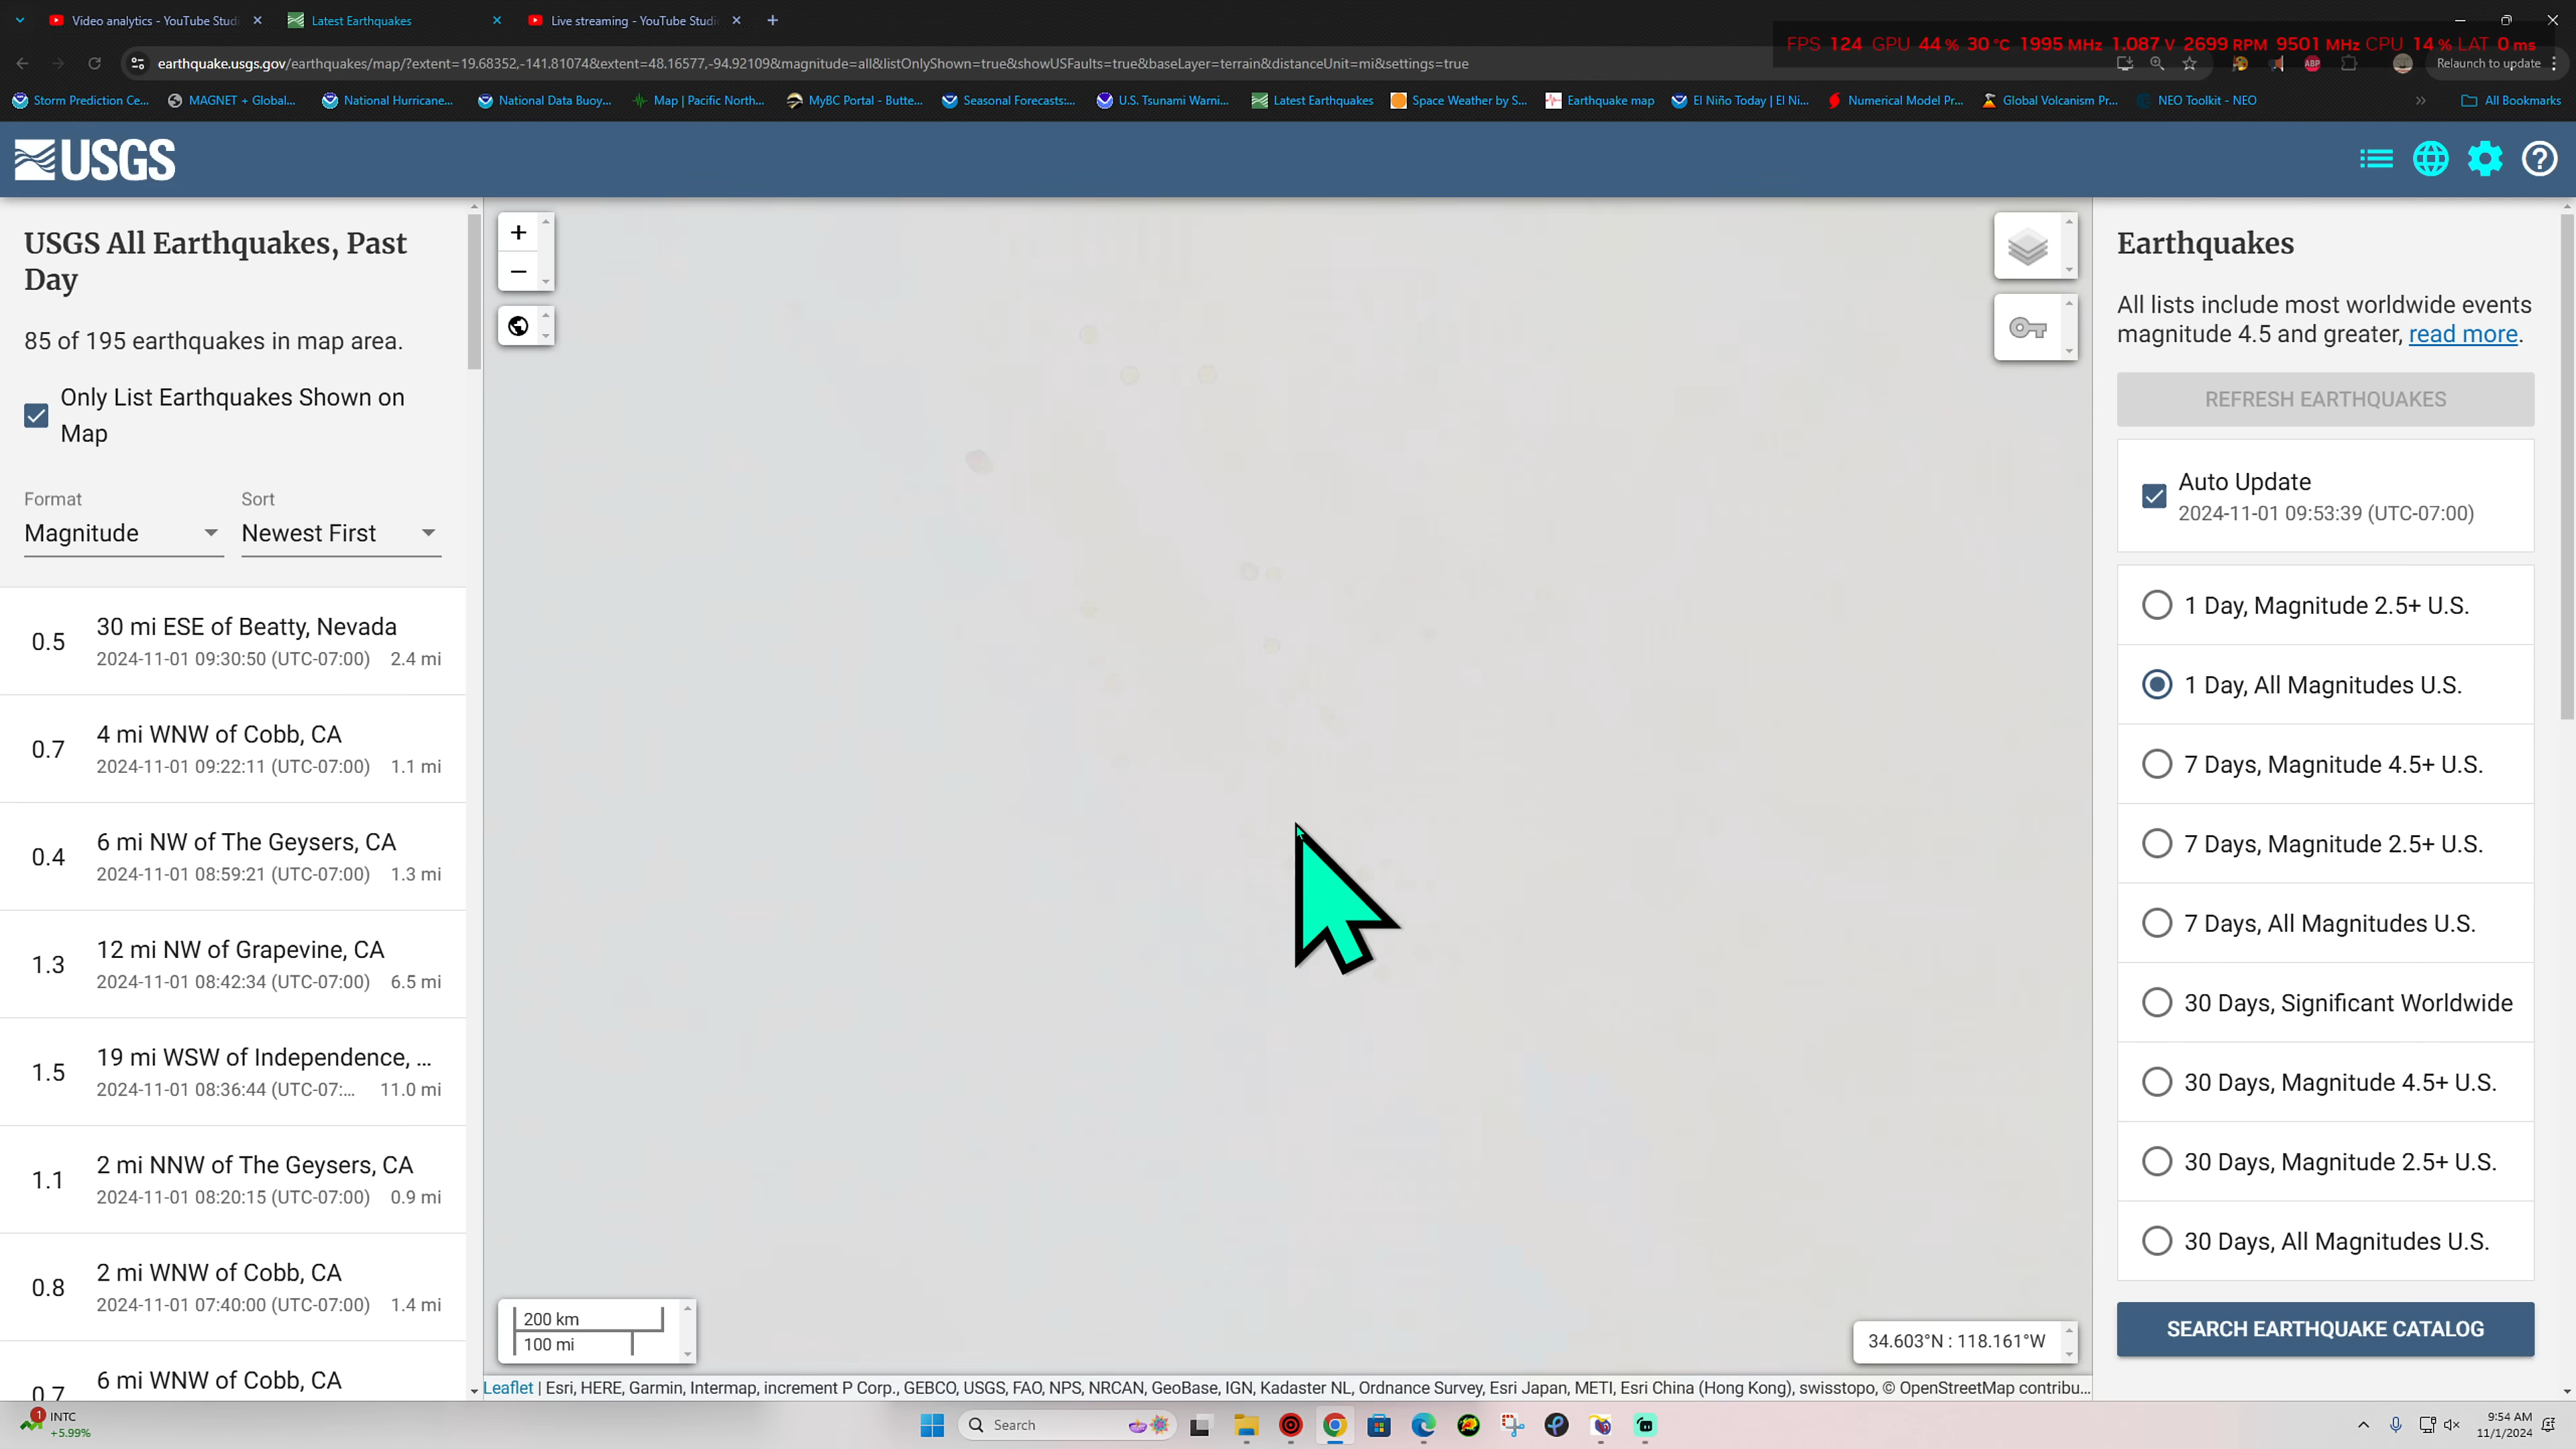 Video analytics - YouTube Studi
Latest Earthquakes
Live streaming - YouTube Studi
FPS 124 GPU 44 % 30 °C 1995 MHz 1.087 V 2699 RPM 9501 MHz CPU 14 % LAT 0 ms
earthquake.usgs.gov/earthquakes/map/?extent=19.68352,-141.81074&extent=48.16577,-94.92109&magnitude=all&listOnlyShown=true&showUSFaults=true&baseLayer=terrain&distanceUnit=mi&settings=true
ABP
Relaunch to update
Storm Prediction Ce...
MAGNET + Global...
National Hurricane...
National Data Buoy...
Map | Pacific North...
MyBC Portal - Butte...
Seasonal Forecasts:...
U.S. Tsunami Warni...
Latest Earthquakes
Space Weather by S...
Earthquake map
El Niño Today | El Ni...
Numerical Model Pr...
Global Volcanism Pr...
NEO Toolkit - NEO
All Bookmarks
USGS
USGS All Earthquakes, Past
Day
85 of 195 earthquakes in map area.
Only List Earthquakes Shown on
Map
Format
Sort
Magnitude
Newest First
0.5
30 mi ESE of Beatty, Nevada
2024-11-01 09:30:50 (UTC-07:00) 2.4 mi
0.7
4 mi WNW of Cobb, CA
2024-11-01 09:22:11 (UTC-07:00) 1.1 mi
0.4
6 mi NW of The Geysers, CA
2024-11-01 08:59:21 (UTC-07:00) 1.3 mi
1.3
12 mi NW of Grapevine, CA
2024-11-01 08:42:34 (UTC-07:00) 6.5 mi
1.5
19 mi WSW of Independence, ...
2024-11-01 08:36:44 (UTC-07:... 11.0 mi
1.1
2 mi NNW of The Geysers, CA
2024-11-01 08:20:15 (UTC-07:00) 0.9 mi
0.8
2 mi WNW of Cobb, CA
2024-11-01 07:40:00 (UTC-07:00) 1.4 mi
0.7
6 mi WNW of Cobb, CA
+
−
200 km
100 mi
34.603°N : 118.161°W
Leaflet | Esri, HERE, Garmin, Intermap, increment P Corp., GEBCO, USGS, FAO, NPS, NRCAN, GeoBase, IGN, Kadaster NL, Ordnance Survey, Esri Japan, METI, Esri China (Hong Kong), swisstopo, © OpenStreetMap contribu...
Earthquakes
All lists include most worldwide events
magnitude 4.5 and greater, read more.
REFRESH EARTHQUAKES
Auto Update
2024-11-01 09:53:39 (UTC-07:00)
1 Day, Magnitude 2.5+ U.S.
1 Day, All Magnitudes U.S.
7 Days, Magnitude 4.5+ U.S.
7 Days, Magnitude 2.5+ U.S.
7 Days, All Magnitudes U.S.
30 Days, Significant Worldwide
30 Days, Magnitude 4.5+ U.S.
30 Days, Magnitude 2.5+ U.S.
30 Days, All Magnitudes U.S.
SEARCH EARTHQUAKE CATALOG
1
INTC
+5.99%
Search
9:54 AM
11/1/2024